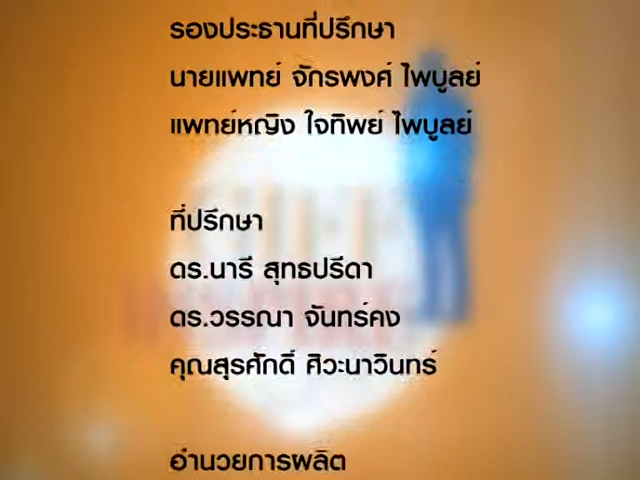 รองประธานที่ปรึกษา
นายแพทย์ จักรพงศ์ ไพบูลย์
แพทย์หญิง ใจทิพย์ ไพบูลย์
ที่ปรึกษา
ดร.นารี สุทธปรีดา
ดร.วรรณา จันทร์คง
คุณสุรศักดิ์ ศิวะนาวินทร์
อำนวยการผลิต